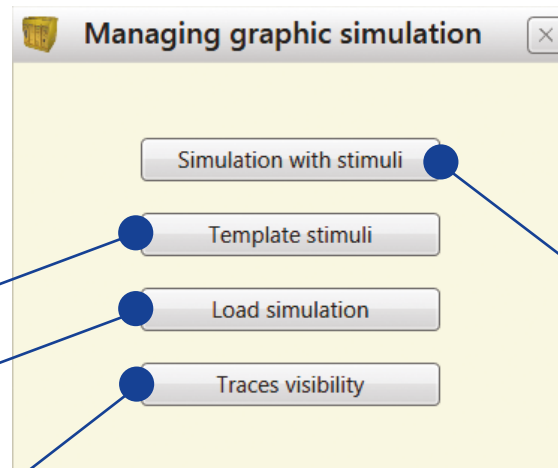 Managing graphic simulation
Simulation with stimuli
Template stimuli
Load simulation
Traces visibility